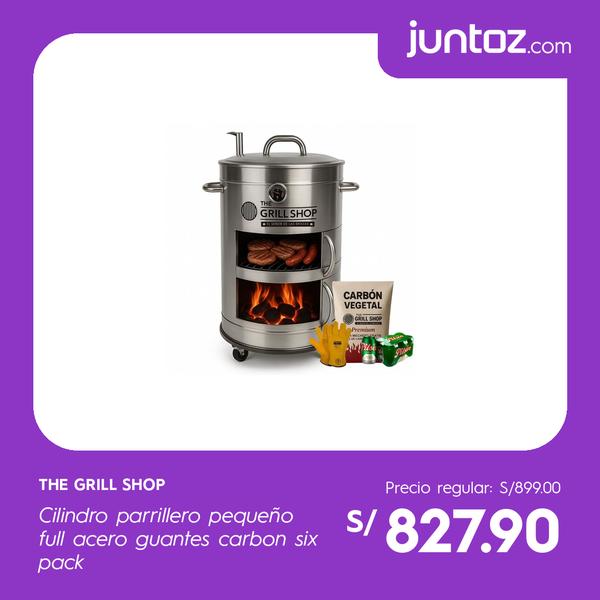 juntoz.com
THE
GRILL SHOP
CARBÓN
VEGETAL
THE
GRILL SHOP
Premium
THE GRILL SHOP
Cilindro parrillero pequeño
full acero guantes carbon six
pack
Precio regular: S/899.00
S/ 827.90